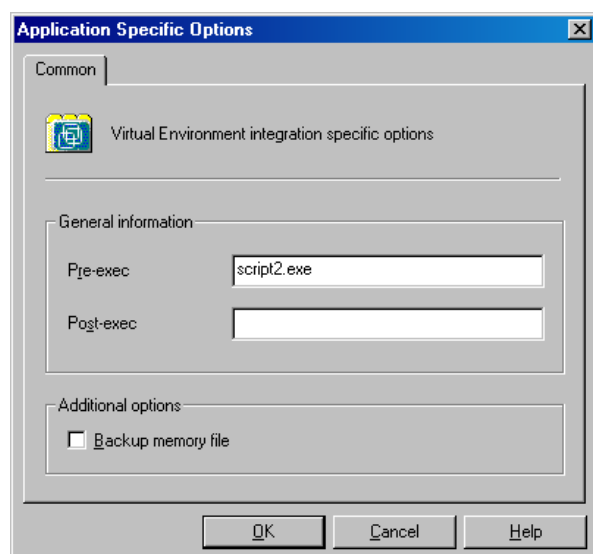 Application Specific Options
Common
Virtual Environment integration specific options
General information
Pre-exec
script2.exe
Post-exec
Additional options
Backup memory file
OK
Cancel
Help